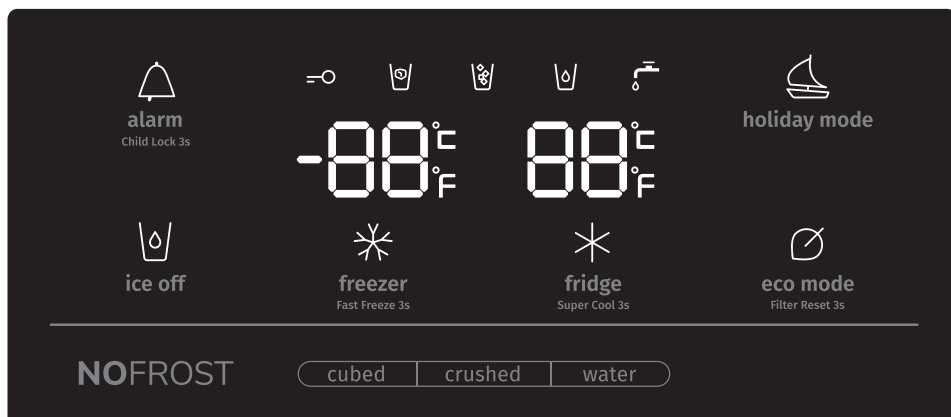 alarm
Child Lock 3s
-88°C
°F
88°C
°F
holiday mode
ice off
freezer
Fast Freeze 3s
fridge
Super Cool 3s
eco mode
Filter Reset 3s
NOFROST
cubed
crushed
water